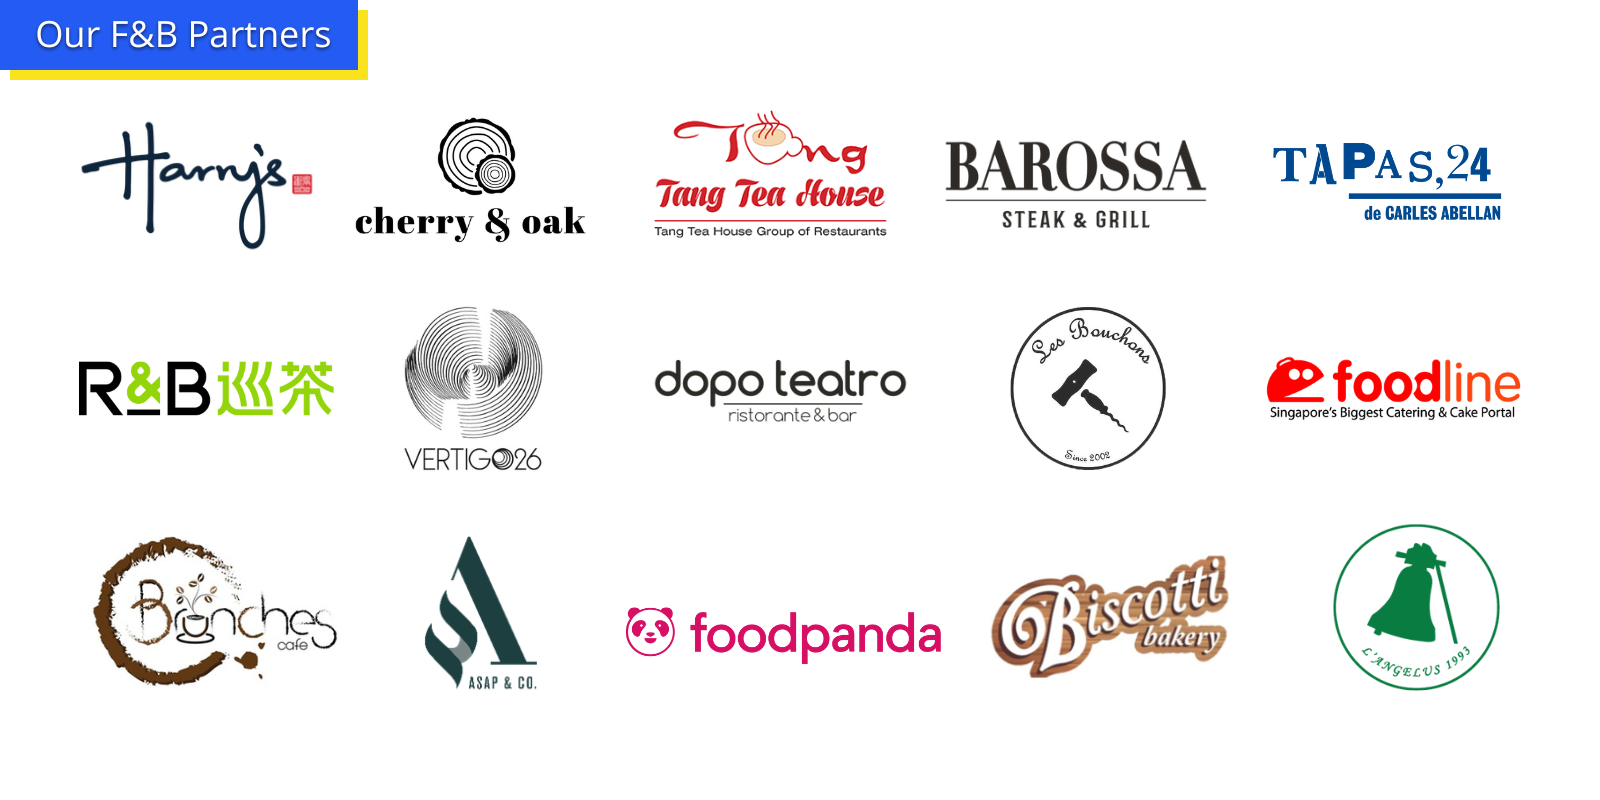 Our F&B Partners
Harry's
cherry & oak
Tong
Tang Tea House
Tang Tea House Group of Restaurants
BAROSSA
STEAK & GRILL
TAPAS,24
de CARLES ABELLAN
R&B 巡茶
VERTIGO26
dopo teatro
ristorante & bar
Les Bouchons
Since 2002
foodline
Singapore's Biggest Catering & Cake Portal
Branches
cafe
ASAP & CO.
foodpanda
Biscotti
bakery
L'ANGELUS 1993